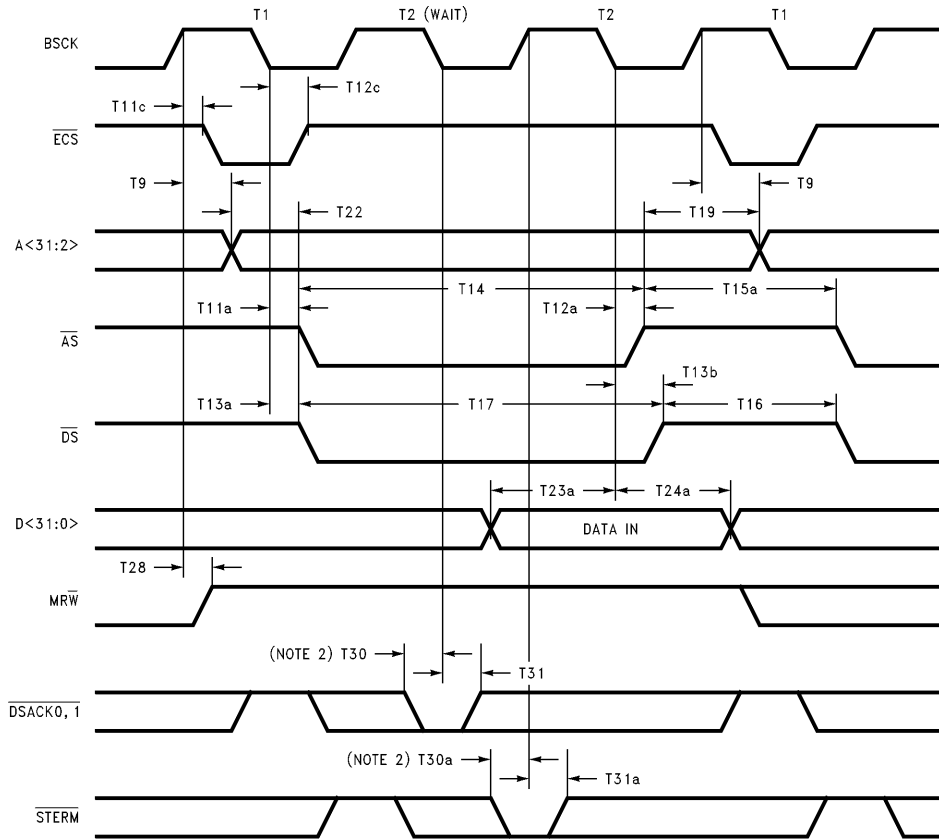 T1 T2 (WAIT) T2 T1
BSCK
T12c
T11c
ECS
T9 T9
T22 T19
A<31:2>
T14 T15a
T11a T12a
AS
T13b
T13a T17 T16
DS
T23a T24a
D<31:0> DATA IN
T28
MRW
(NOTE 2) T30
T31
DSACK0, 1
(NOTE 2) T30a
T31a
STERM